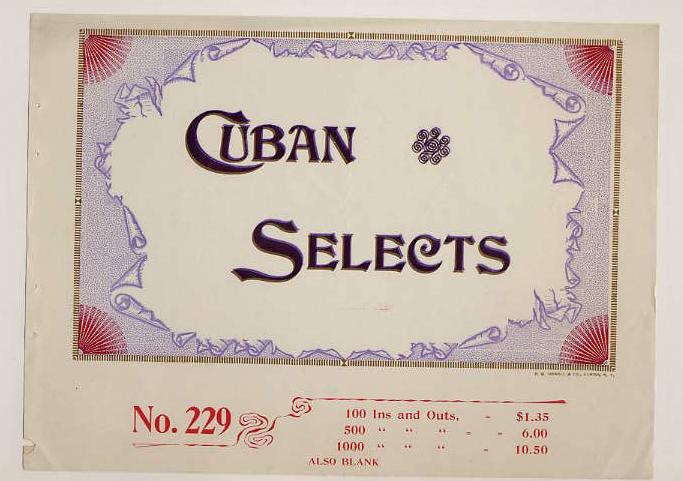 CUBAN
SELECTS
No. 229
100 Ins and Outs, - $1.35
500 “ “ “ - - 6.00
1000 “ “ “ - 10.50
ALSO BLANK